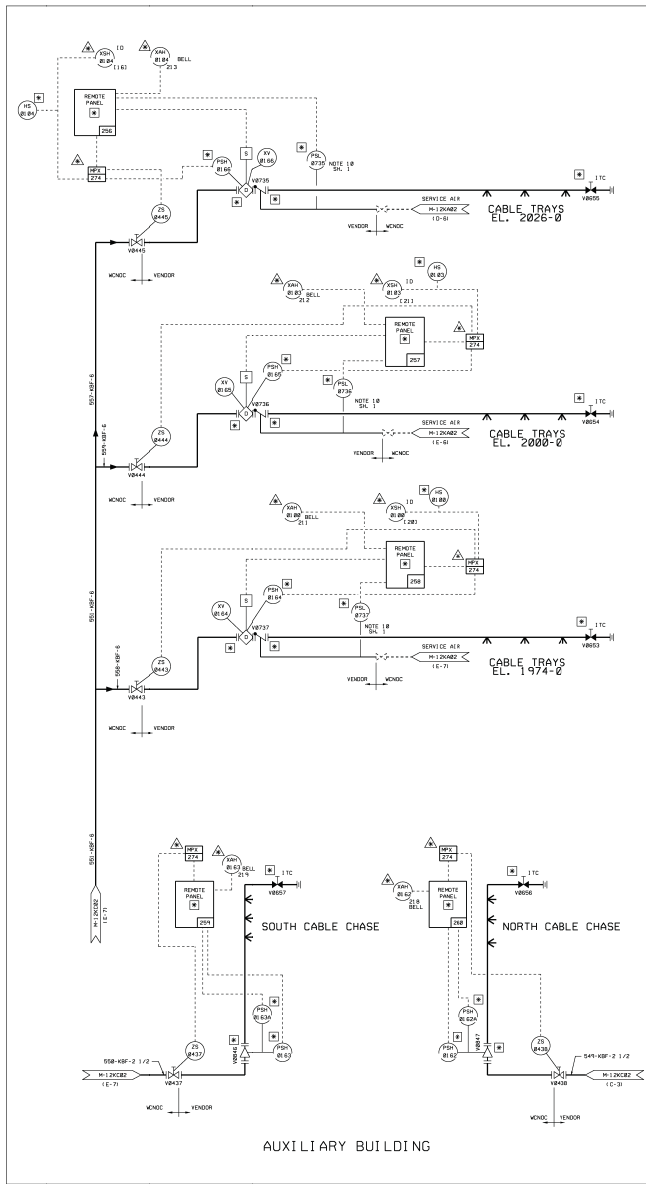 XSH 0104
IO
[16]
XAH 0104
BELL
213
HS 0104
REMOTE PANEL
256
MPX 274
PSH 0166
S
XV 0166
PSL 0735
NOTE 10
SH. 1
ITC
V0655
ZS 0445
D
V0735
SERVICE AIR
M-12KA02
(D-6)
CABLE TRAYS
EL. 2026-0
V0445
VENDOR
WCNOC
WCNOC
VENDOR
557-KBF-6
XAH 0103
BELL
212
XSH 0103
IO
[21]
HS 0103
REMOTE PANEL
257
MPX 274
XV 0165
S
PSH 0165
PSL 0736
NOTE 10
SH. 1
ITC
V0654
559-KBF-6
ZS 0444
D
V0736
SERVICE AIR
M-12KA02
(E-6)
CABLE TRAYS
EL. 2000-0
V0444
VENDOR
WCNOC
WCNOC
VENDOR
XAH 0100
BELL
211
XSH 0100
IO
[20]
HS 0100
REMOTE PANEL
258
MPX 274
551-KBF-6
XV 0164
S
PSH 0164
PSL 0737
NOTE 10
SH. 1
ITC
V0653
558-KBF-6
ZS 0443
D
V0737
SERVICE AIR
M-12KA02
(E-7)
CABLE TRAYS
EL. 1974-0
V0443
VENDOR
WCNOC
WCNOC
VENDOR
551-KBF-6
M-12KC02
(E-7)
MPX 274
XAH 0163
BELL
219
ITC
V0657
REMOTE PANEL
259
SOUTH CABLE CHASE
PSH 0163A
PSH 0163
V0846
550-KBF-2 1/2
ZS 0437
M-12KC02
(E-7)
V0437
WCNOC
VENDOR
MPX 274
XAH 0162
218
BELL
ITC
V0656
REMOTE PANEL
260
NORTH CABLE CHASE
PSH 0162A
PSH 0162
V0847
ZS 0438
549-KBF-2 1/2
M-12KC02
(C-3)
V0438
WCNOC
VENDOR
AUXILIARY BUILDING